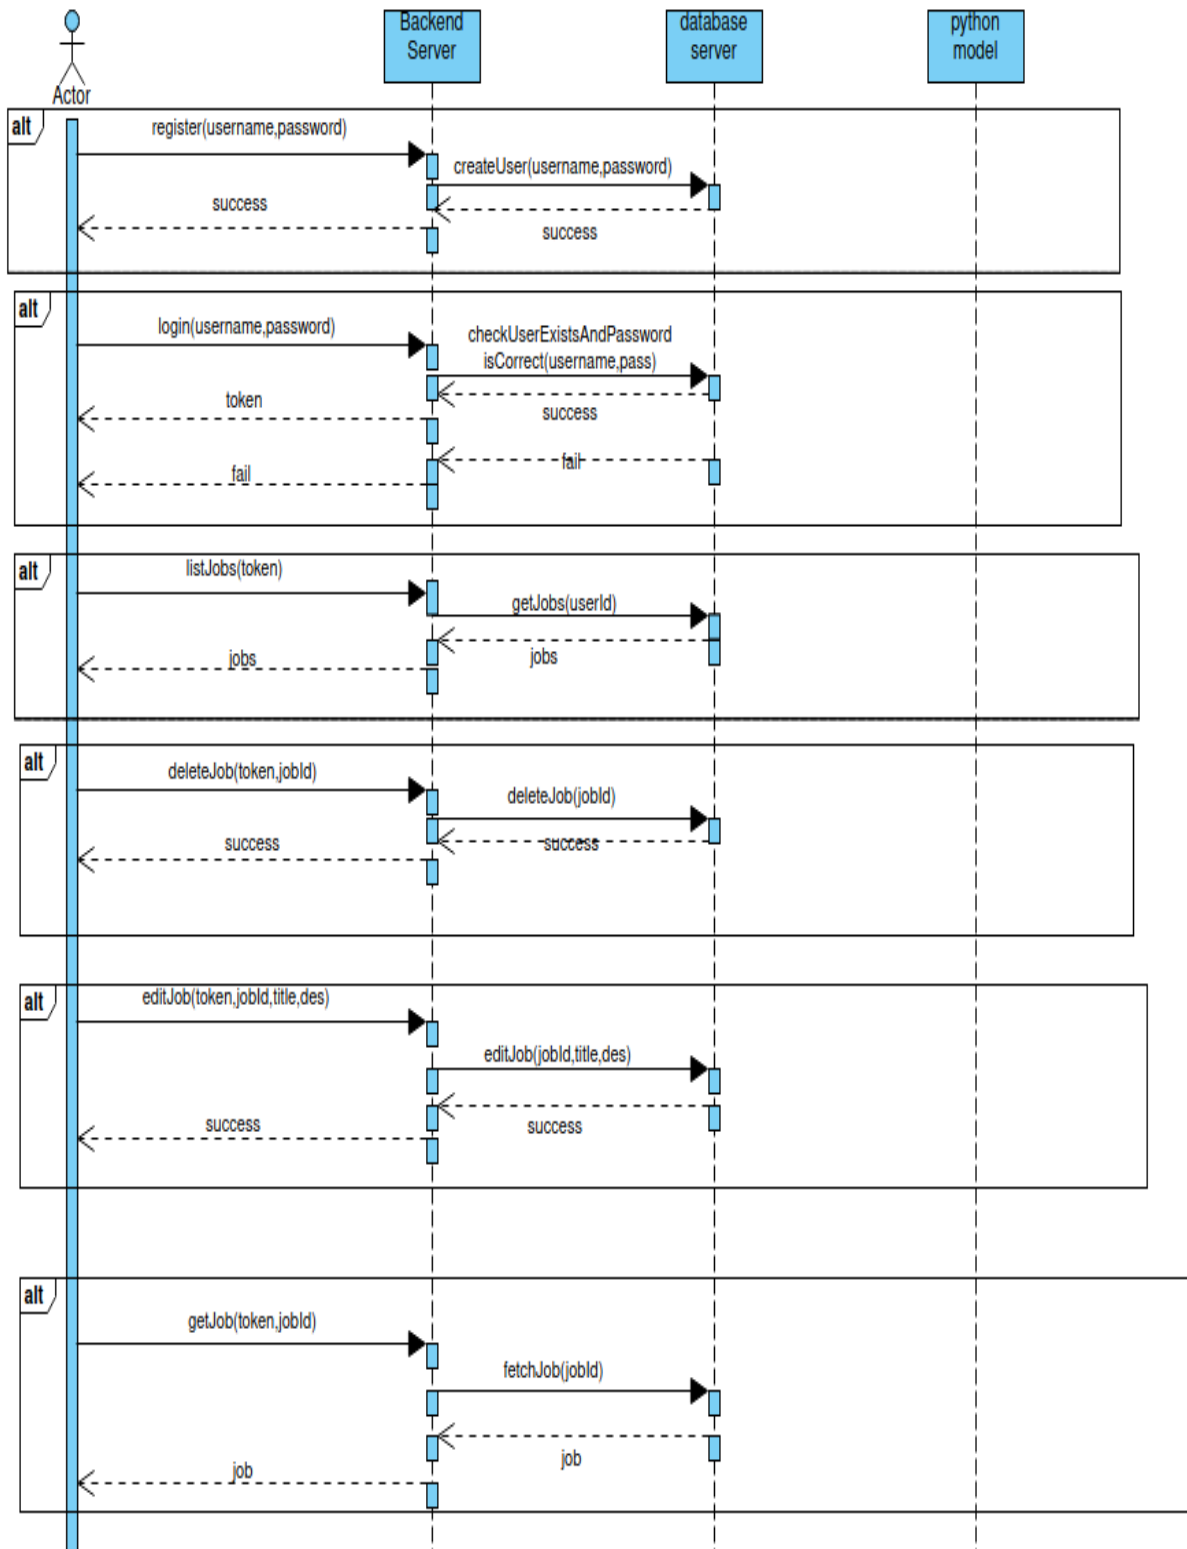 Backend
Server
database
server
python
model
Actor
alt
register(username,password)
createUser(username,password)
success
success
alt
login(username,password)
checkUserExistsAndPassword
isCorrect(username,pass)
token
success
fail
fail
alt
listJobs(token)
getJobs(userId)
jobs
jobs
alt
deleteJob(token,jobId)
deleteJob(jobId)
success
success
alt
editJob(token,jobId,title,des)
editJob(jobId,title,des)
success
success
alt
getJob(token,jobId)
fetchJob(jobId)
job
job